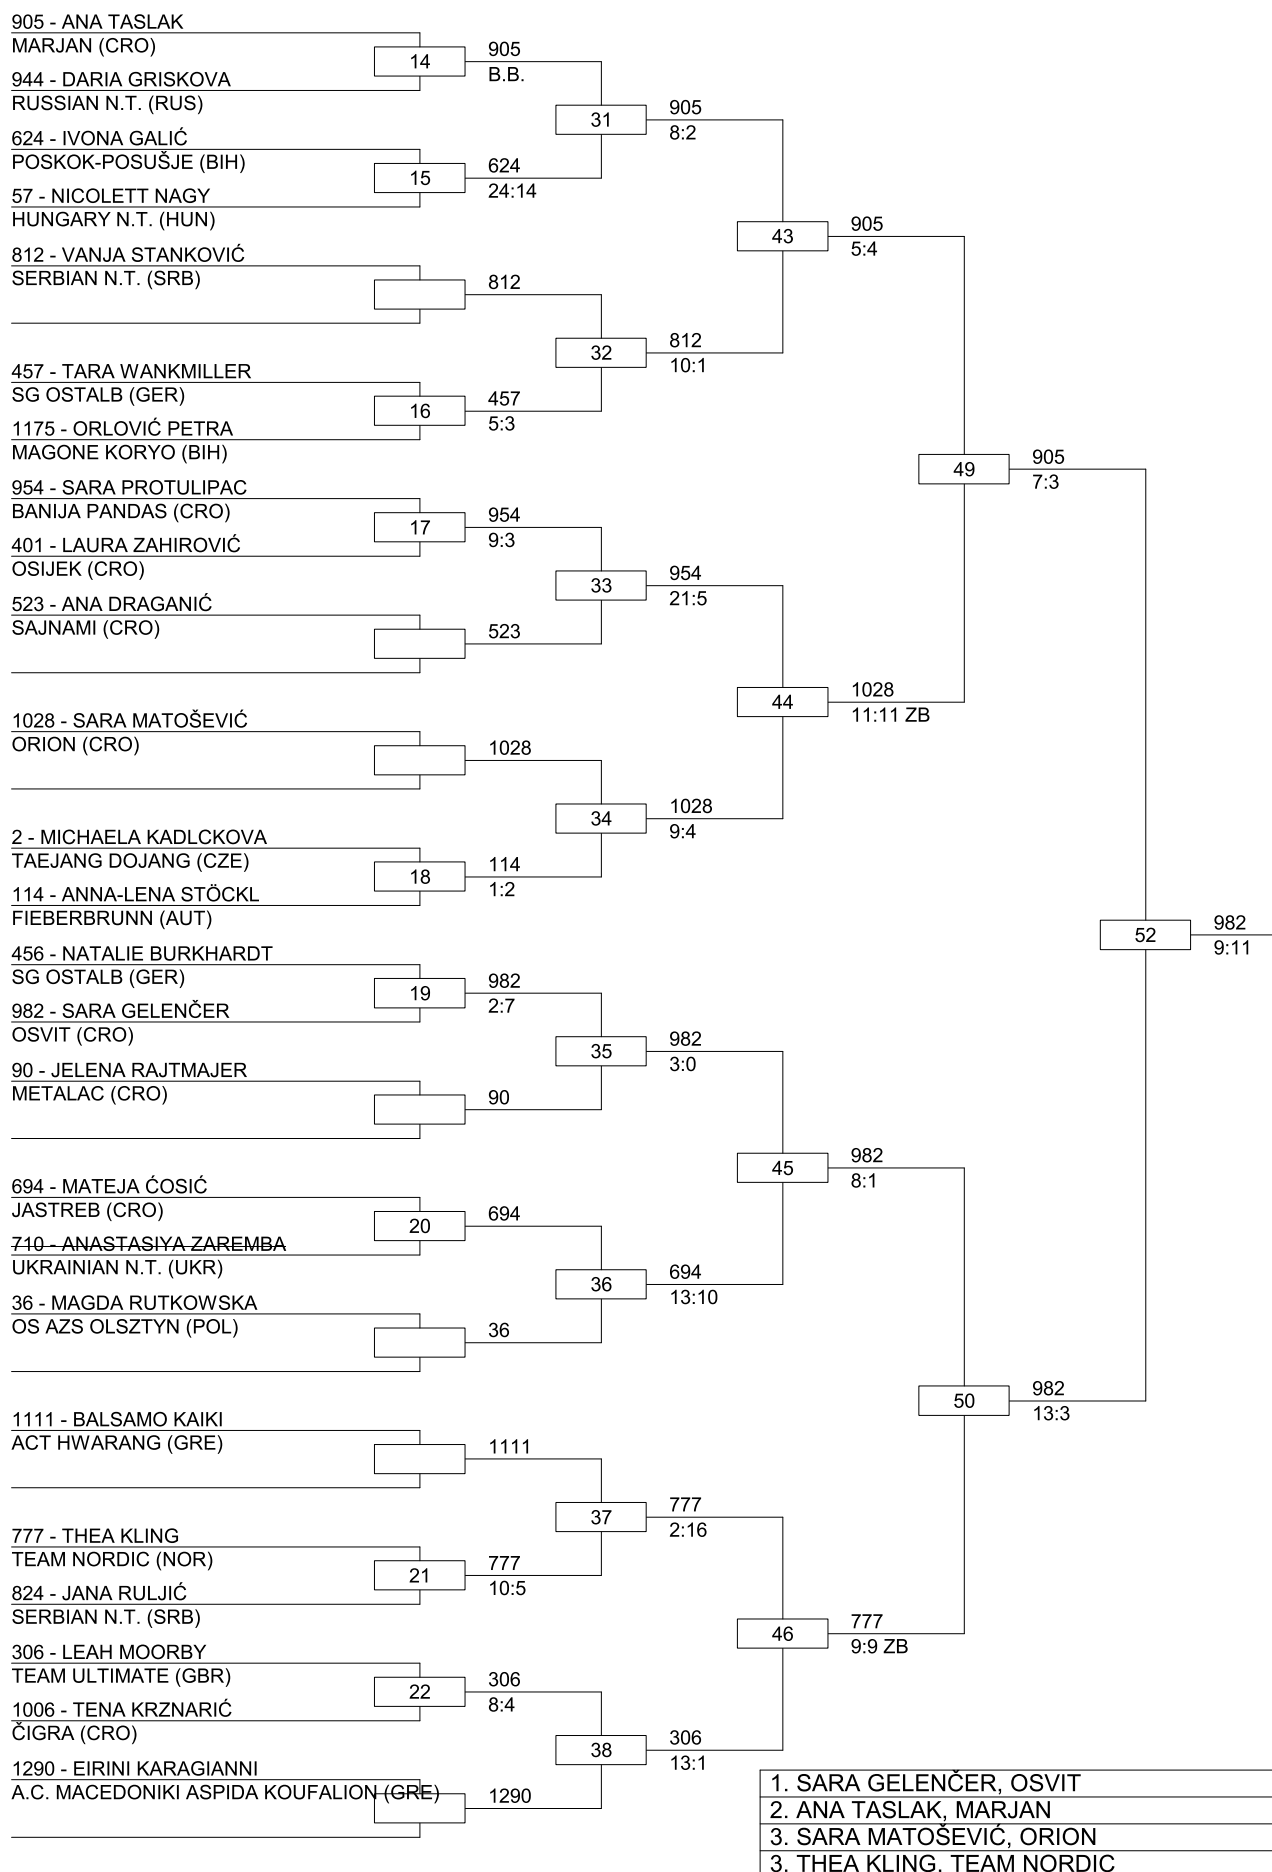 905 - ANA TASLAK
MARJAN (CRO)
14
905
B.B.
944 - DARIA GRISKOVA
RUSSIAN N.T. (RUS)
31
905
8:2
624 - IVONA GALIĆ
POSKOK-POSUŠJE (BIH)
15
624
24:14
57 - NICOLETT NAGY
HUNGARY N.T. (HUN)
43
905
5:4
812 - VANJA STANKOVIĆ
SERBIAN N.T. (SRB)
812
32
812
10:1
457 - TARA WANKMILLER
SG OSTALB (GER)
16
457
5:3
1175 - ORLOVIĆ PETRA
MAGONE KORYO (BIH)
49
905
7:3
954 - SARA PROTULIPAC
BANIJA PANDAS (CRO)
17
954
9:3
401 - LAURA ZAHIROVIĆ
OSIJEK (CRO)
33
954
21:5
523 - ANA DRAGANIĆ
SAJNAMI (CRO)
523
44
1028
11:11 ZB
1028 - SARA MATOŠEVIĆ
ORION (CRO)
1028
34
1028
9:4
2 - MICHAELA KADLCKOVA
TAEJANG DOJANG (CZE)
18
114
1:2
114 - ANNA-LENA STÖCKL
FIEBERBRUNN (AUT)
52
982
9:11
456 - NATALIE BURKHARDT
SG OSTALB (GER)
19
982
2:7
982 - SARA GELENČER
OSVIT (CRO)
35
982
3:0
90 - JELENA RAJTMAJER
METALAC (CRO)
90
45
982
8:1
694 - MATEJA ĆOSIĆ
JASTREB (CRO)
20
694
710 - ANASTASIYA ZAREMBA
UKRAINIAN N.T. (UKR)
36
694
13:10
36 - MAGDA RUTKOWSKA
OS AZS OLSZTYN (POL)
36
50
982
13:3
1111 - BALSAMO KAIKI
ACT HWARANG (GRE)
1111
37
777
2:16
777 - THEA KLING
TEAM NORDIC (NOR)
21
777
10:5
824 - JANA RULJIĆ
SERBIAN N.T. (SRB)
46
777
9:9 ZB
306 - LEAH MOORBY
TEAM ULTIMATE (GBR)
22
306
8:4
1006 - TENA KRZNARIĆ
ČIGRA (CRO)
38
306
13:1
1290 - EIRINI KARAGIANNI
A.C. MACEDONIKI ASPIDA KOUFALION (GRE)
1290
1. SARA GELENČER, OSVIT
2. ANA TASLAK, MARJAN
3. SARA MATOŠEVIĆ, ORION
3. THEA KLING, TEAM NORDIC